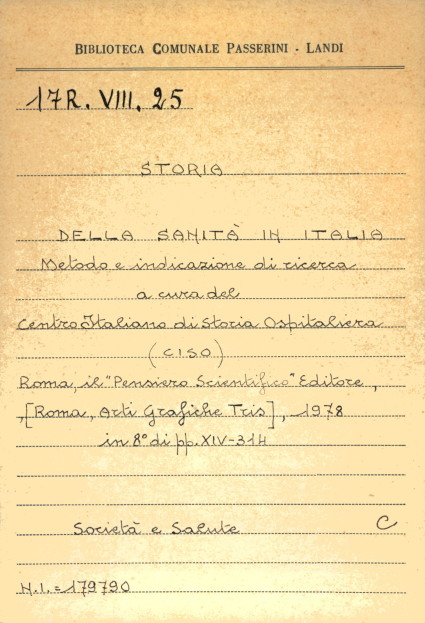 BIBLIOTECA COMUNALE PASSERINI - LANDI
17R. VIII. 25
STORIA
DELLA SANITÀ IN ITALIA
Metodo e indicazione di ricerca
a cura del
Centro Italiano di Storia Ospitaliera
(C.I.S.O)
Roma, il "Pensiero Scientifico" Editore,
,[Roma, Arti Grafiche Tris], 1978
in 8° di pp. XIV-314
Società e Salute C
N.I. = 179790